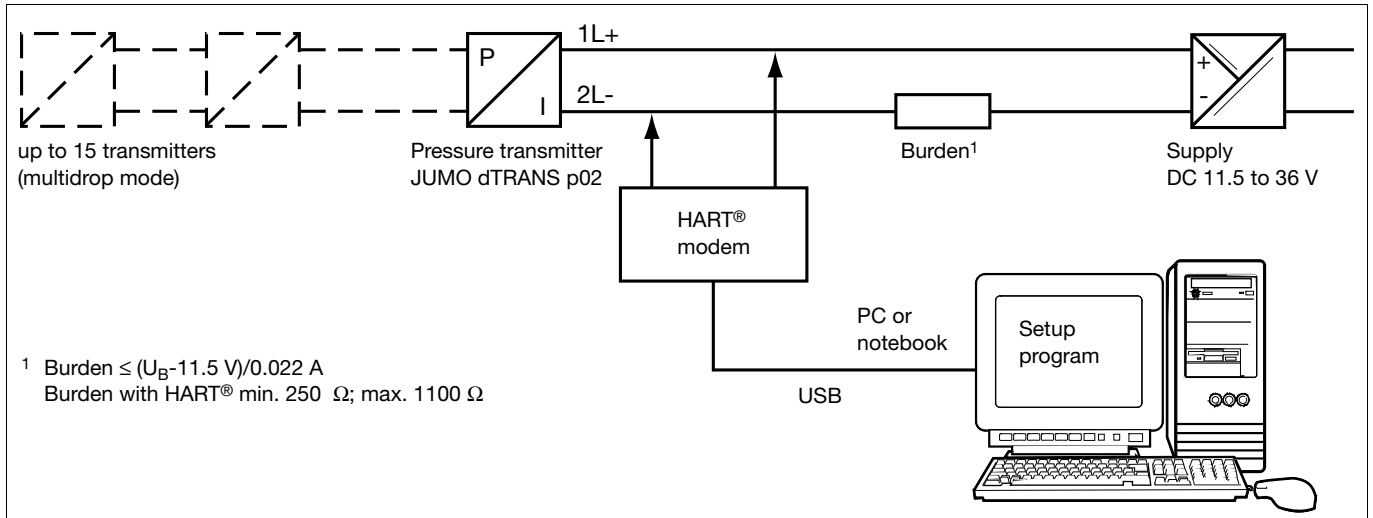 P
I
1L+
2L-
+
-
up to 15 transmitters
(multidrop mode)
Pressure transmitter
JUMO dTRANS p02
Burden¹
Supply
DC 11.5 to 36 V
HART®
modem
PC or
notebook
Setup
program
USB
¹ Burden ≤ (U_B-11.5 V)/0.022 A
Burden with HART® min. 250 Ω; max. 1100 Ω